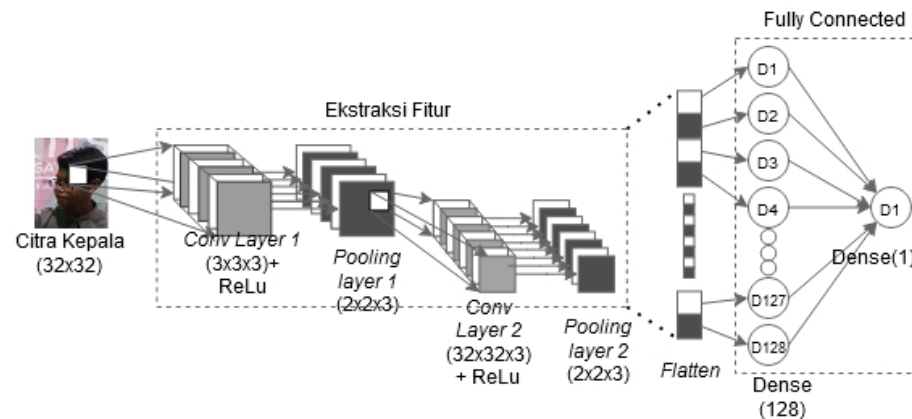 Fully Connected
Ekstraksi Fitur
Citra Kepala
(32x32)
Conv Layer 1
(3x3x3)+
ReLu
Pooling
layer 1
(2x2x3)
Conv
Layer 2
(32x32x3)
+ ReLu
Pooling
layer 2
(2x2x3)
Flatten
D1
D2
D3
D4
D127
D128
Dense
(128)
D1
Dense(1)